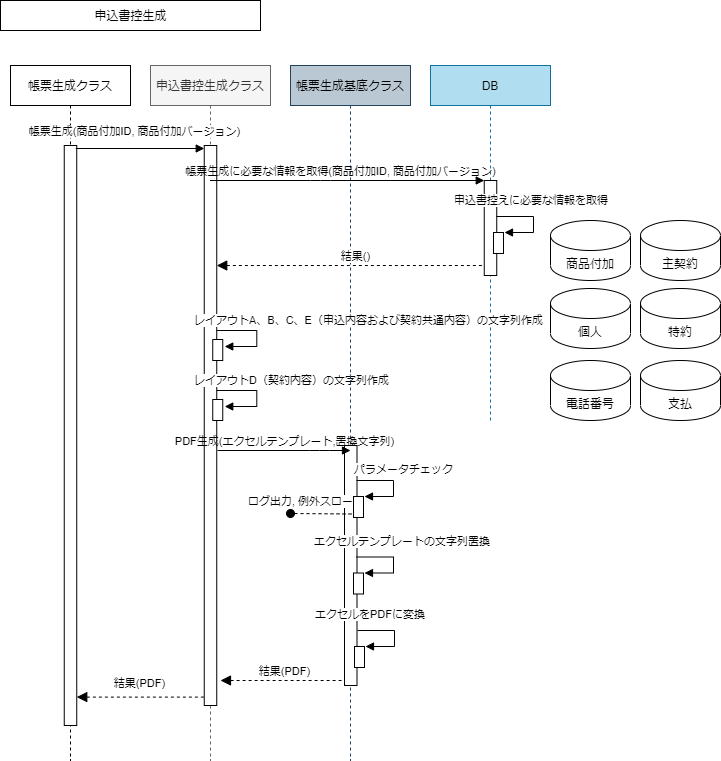 申込書控生成
帳票生成クラス
申込書控生成クラス
帳票生成基底クラス
DB
帳票生成(商品付加ID, 商品付加バージョン)
帳票生成に必要な情報を取得(商品付加ID, 商品付加バージョン)
申込書控えに必要な情報を取得
結果()
商品付加
主契約
レイアウトA、B、C、E（申込内容および契約共通内容）の文字列作成
個人
特約
レイアウトD（契約内容）の文字列作成
電話番号
支払
PDF生成(エクセルテンプレート,置換文字列)
パラメータチェック
ログ出力, 例外スロー
エクセルテンプレートの文字列置換
エクセルをPDFに変換
結果(PDF)
結果(PDF)